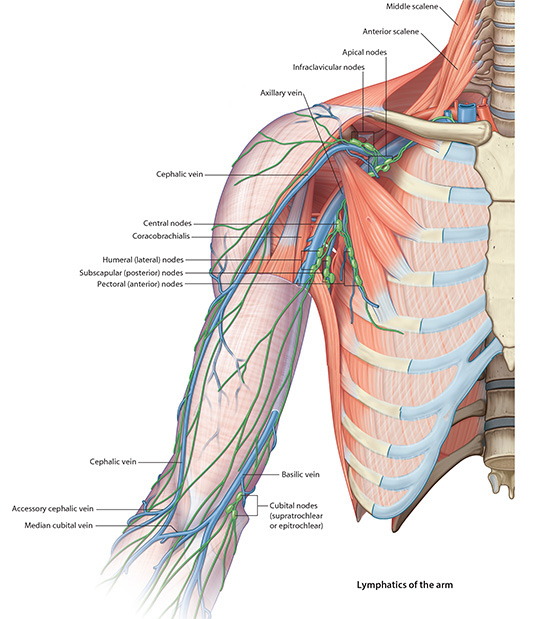 Middle scalene
Anterior scalene
Apical nodes
Infraclavicular nodes
Axillary vein
Cephalic vein
Central nodes
Coracobrachialis
Humeral (lateral) nodes
Subscapular (posterior) nodes
Pectoral (anterior) nodes
Cephalic vein
Basilic vein
Accessory cephalic vein
Median cubital vein
Cubital nodes
(supratrochlear
or epitrochlear)
Lymphatics of the arm